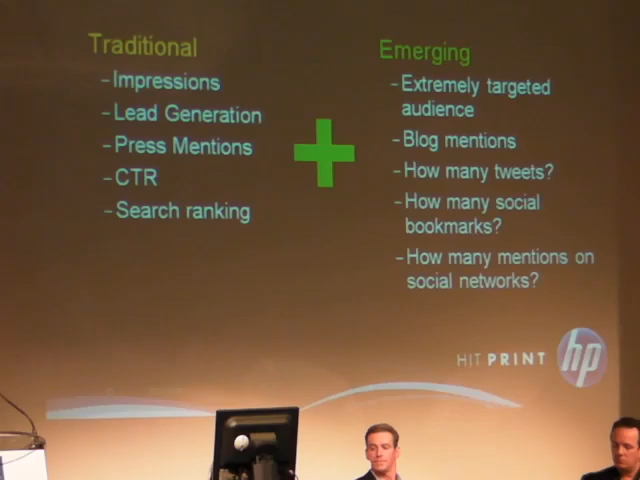 Traditional
–Impressions
–Lead Generation
–Press Mentions
–CTR
–Search ranking
Emerging
–Extremely targeted
audience
–Blog mentions
–How many tweets?
–How many social
bookmarks?
–How many mentions on
social networks?
HIT PRINT
hp